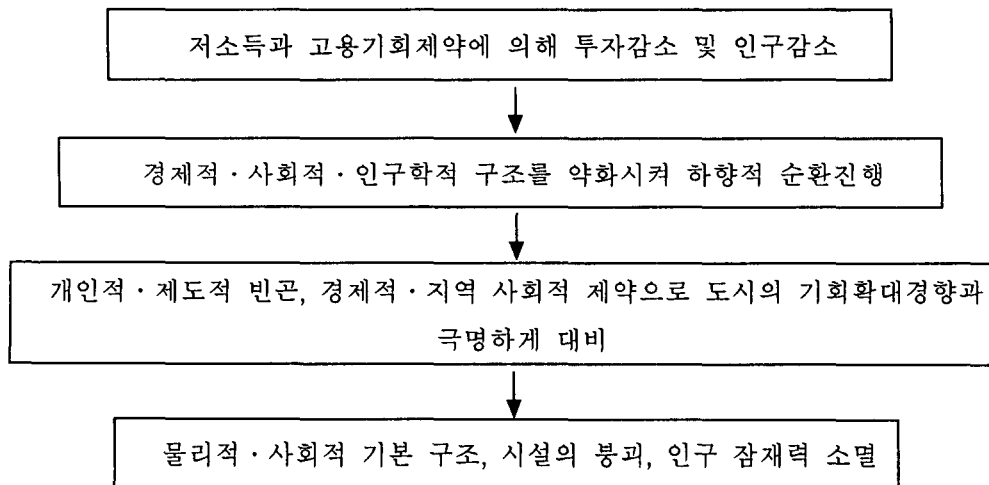 저소득과 고용기회제약에 의해 투자감소 및 인구감소
경제적·사회적·인구학적 구조를 약화시켜 하향적 순환진행
개인적·제도적 빈곤, 경제적·지역 사회적 제약으로 도시의 기회확대경향과
극명하게 대비
물리적·사회적 기본 구조, 시설의 붕괴, 인구 잠재력 소멸